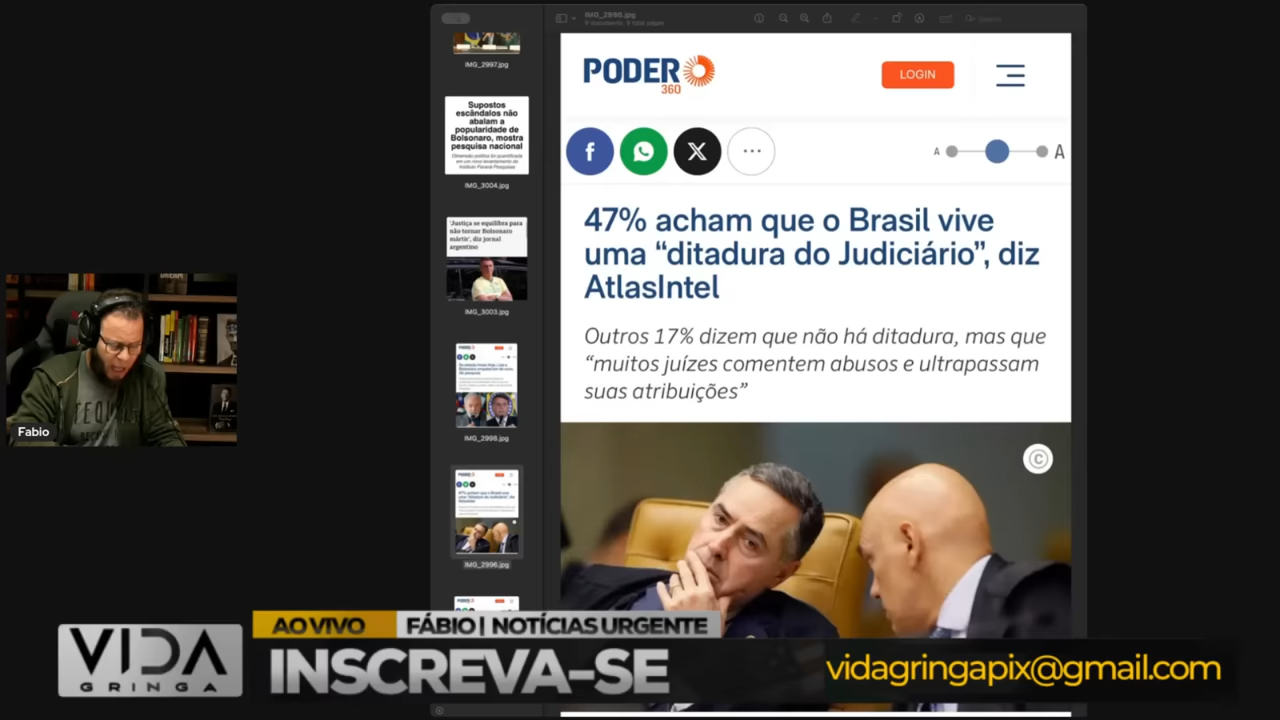 IMG_2996.jpg
IMG_2997.jpg
Supostos
escândalos não
abalam a
popularidade de
Bolsonaro, mostra
pesquisa nacional
IMG_3004.jpg
'Justiça se equilibra para
não tornar Bolsonaro
mártir', diz jornal
argentino
IMG_3003.jpg
IMG_2998.jpg
IMG_2996.jpg
PODER
360
LOGIN
A
A
47% acham que o Brasil vive
uma “ditadura do Judiciário”, diz
AtlasIntel
Outros 17% dizem que não há ditadura, mas que
“muitos juízes comentem abusos e ultrapassam
suas atribuições”
©
Fabio
VIDA
GRINGA
AO VIVO
FÁBIO | NOTÍCIAS URGENTE
INSCREVA-SE
vidagringapix@gmail.com